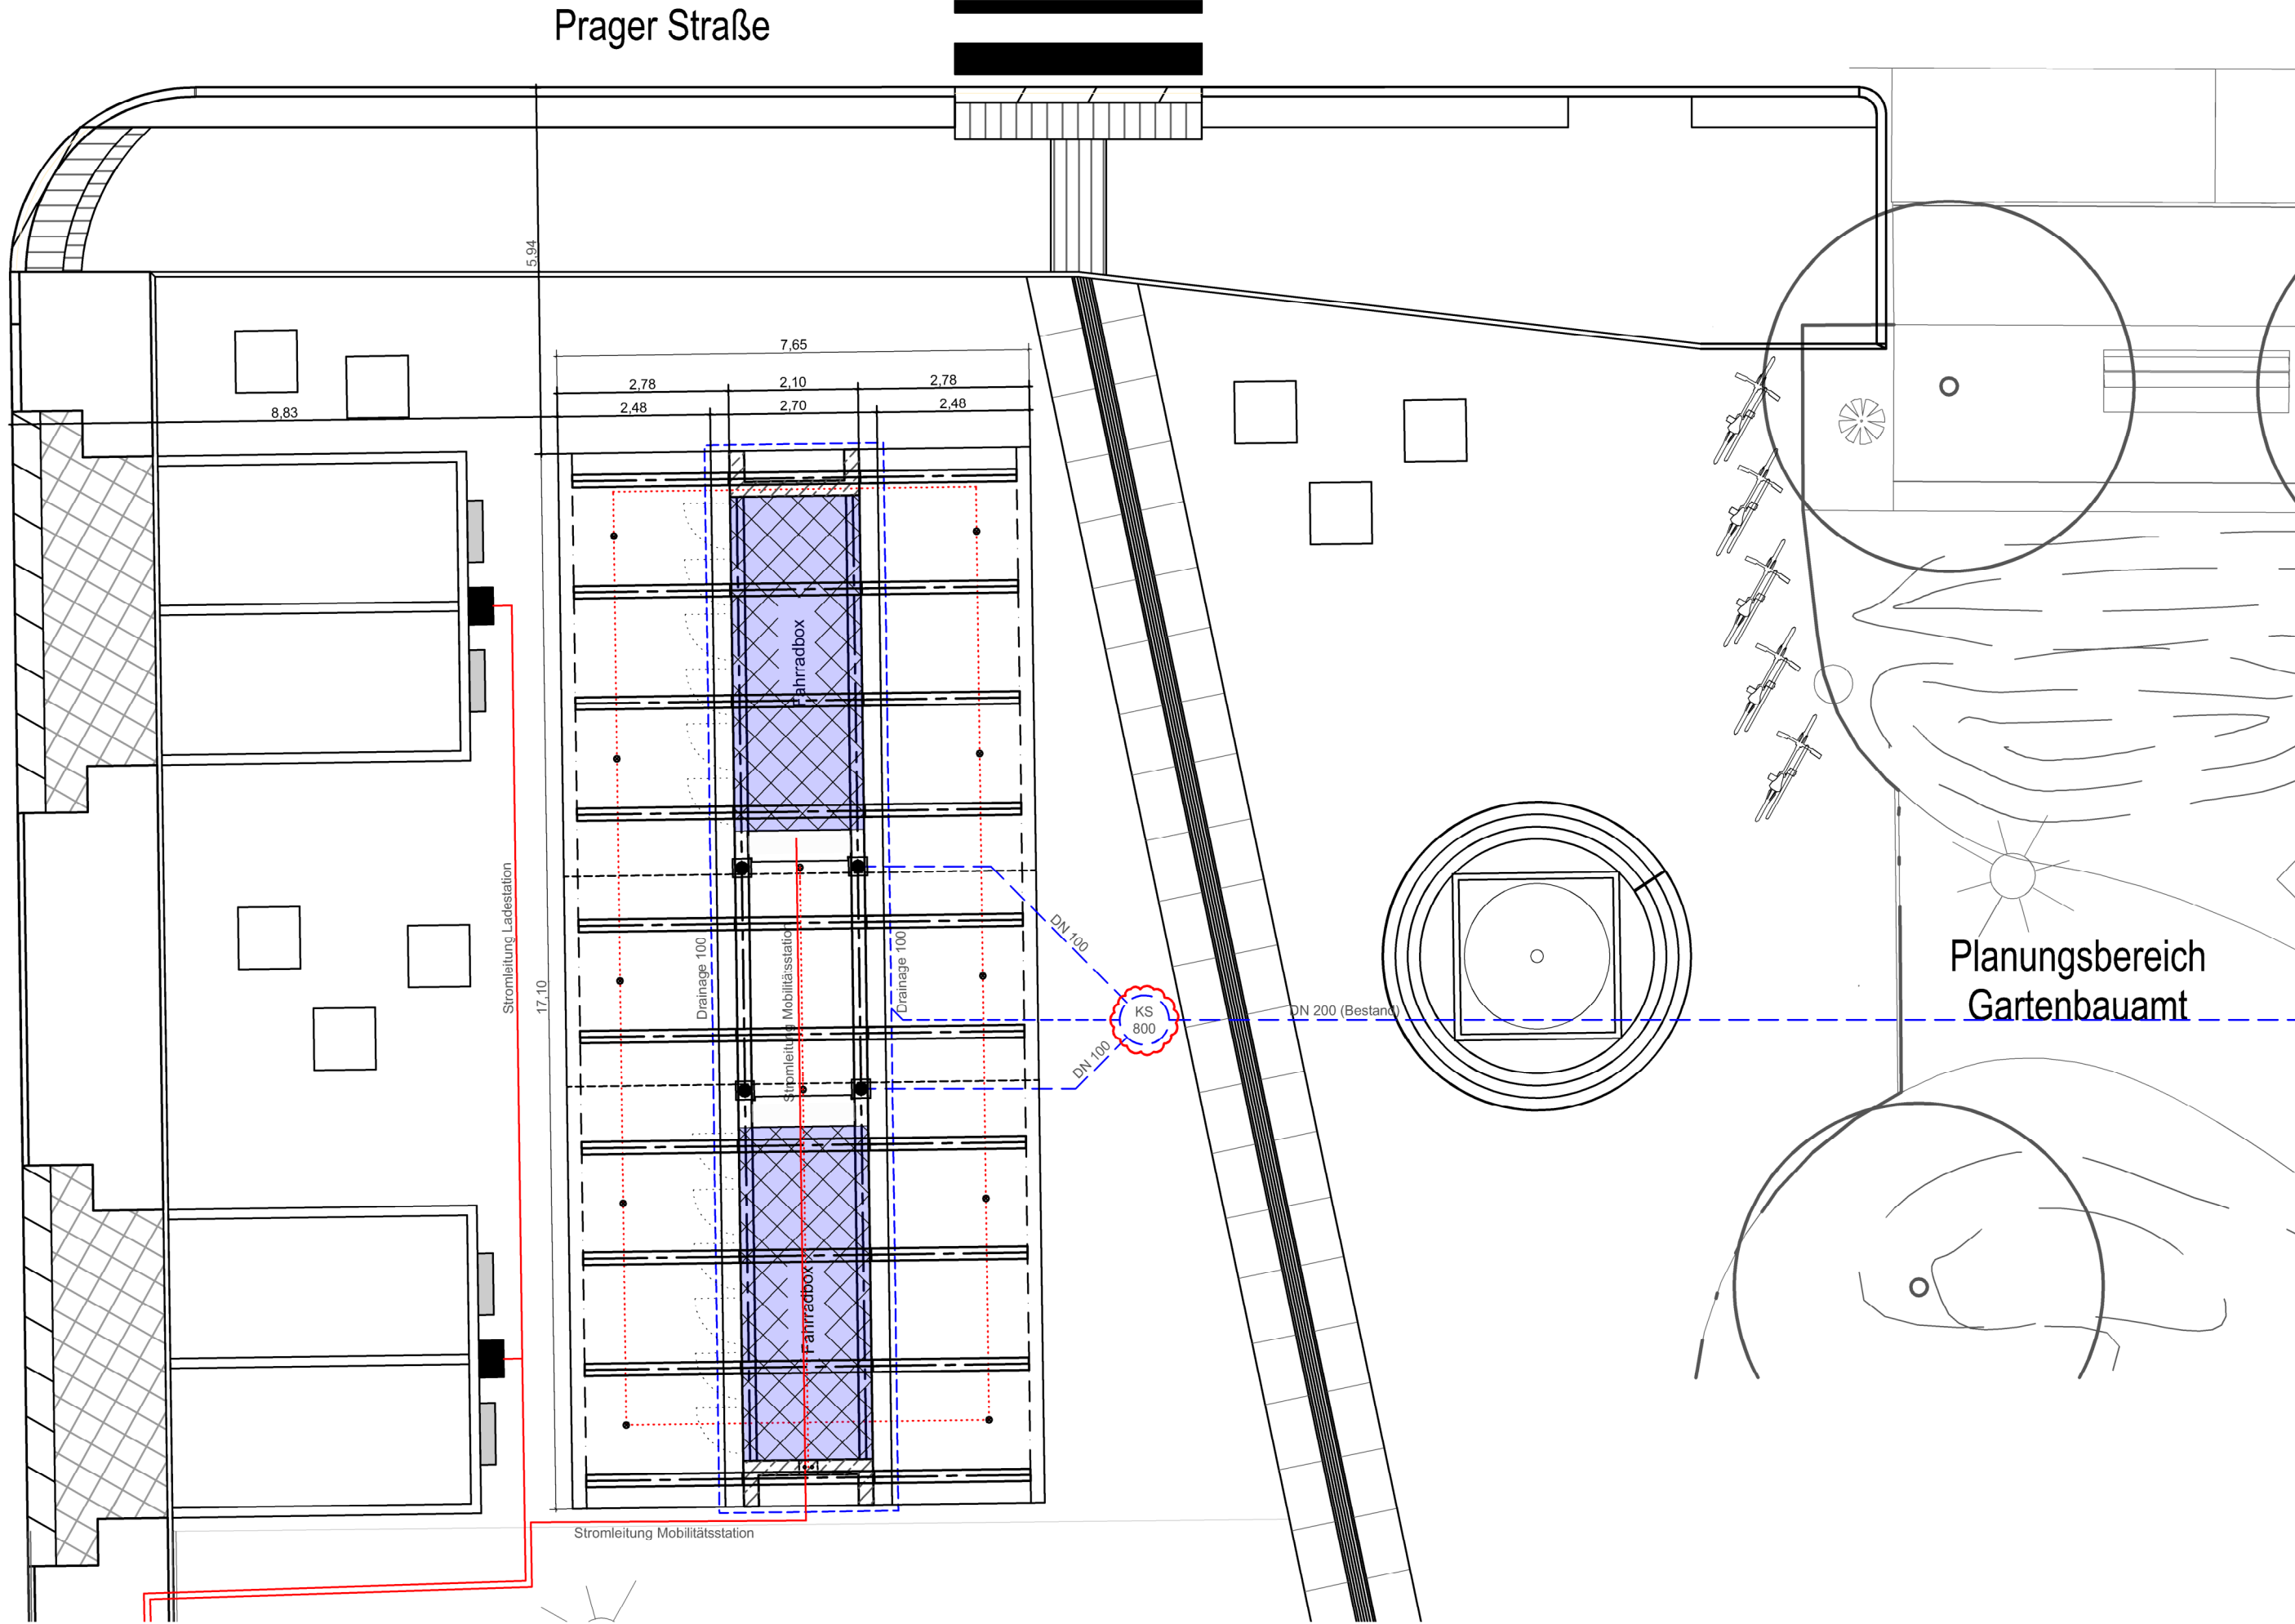 Prager Straße
5,94
7,65
2,78
2,10
2,78
8,83
2,48
2,70
2,48
Fahrradbox
Stromleitung Ladestation
17,10
Drainage 100
Stromleitung Mobilitätsstation
Drainage 100
DN 100
KS
800
DN 200 (Bestand)
DN 100
Planungsbereich
Gartenbauamt
Fahrradbox
Stromleitung Mobilitätsstation